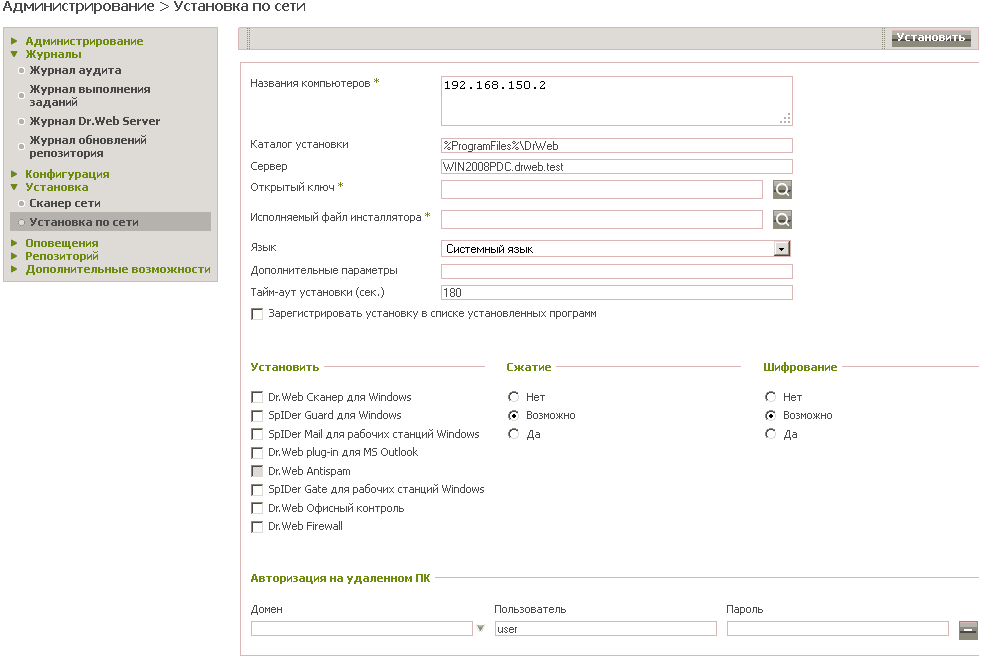 Администрирование > Установка по сети
Администрирование
Журналы
Журнал аудита
Журнал выполнения
заданий
Журнал Dr.Web Server
Журнал обновлений
репозитория
Конфигурация
Установка
Сканер сети
Установка по сети
Оповещения
Репозиторий
Дополнительные возможности
Установить
Названия компьютеров *
192.168.150.2
Каталог установки
%ProgramFiles%\DrWeb
Сервер
WIN2008PDC.drweb.test
Открытый ключ *
Исполняемый файл инсталлятора *
Язык
Системный язык
Дополнительные параметры
Тайм-аут установки (сек.)
180
Зарегистрировать установку в списке установленных программ
Установить
Dr.Web Сканер для Windows
SpIDer Guard для Windows
SpIDer Mail для рабочих станций Windows
Dr.Web plug-in для MS Outlook
Dr.Web Antispam
SpIDer Gate для рабочих станций Windows
Dr.Web Офисный контроль
Dr.Web Firewall
Сжатие
Нет
Возможно
Да
Шифрование
Нет
Возможно
Да
Авторизация на удаленном ПК
Домен
Пользователь
user
Пароль